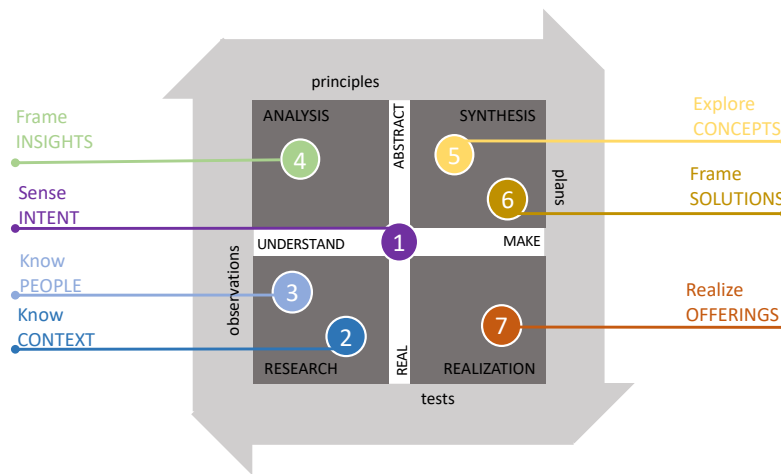 principles
Frame
INSIGHTS
Sense
INTENT
Know
PEOPLE
Know
CONTEXT
ANALYSIS
4
ABSTRACT
SYNTHESIS
5
6
UNDERSTAND
1
MAKE
3
2
RESEARCH
REAL
7
REALIZATION
observations
plans
tests
Explore
CONCEPTS
Frame
SOLUTIONS
Realize
OFFERINGS